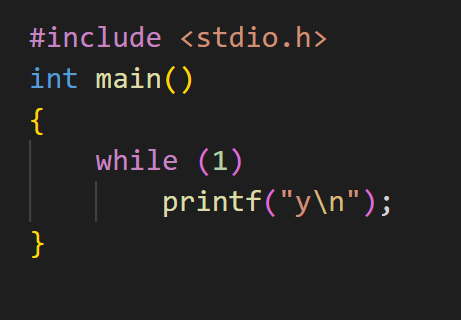 #include <stdio.h>
int main()
{
    while (1)
        printf("y\n");
}